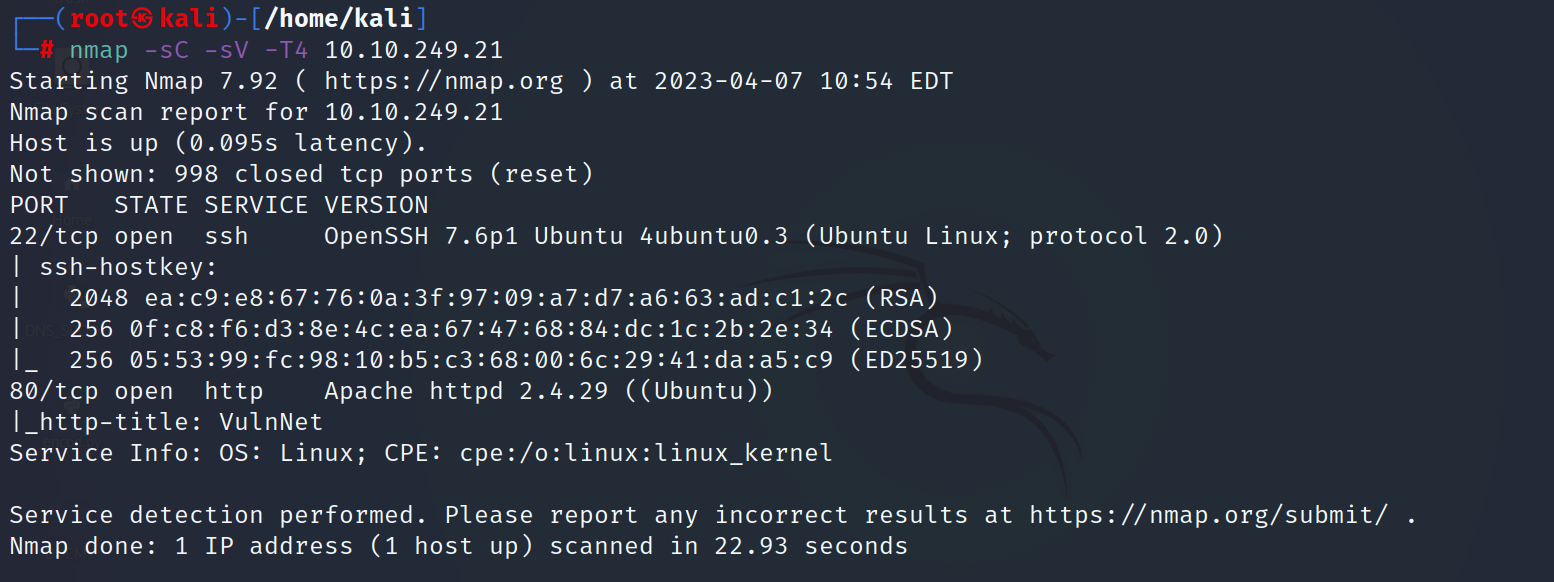 ┌──(root㉿kali)-[/home/kali]
└─# nmap -sC -sV -T4 10.10.249.21
Starting Nmap 7.92 ( https://nmap.org ) at 2023-04-07 10:54 EDT
Nmap scan report for 10.10.249.21
Host is up (0.095s latency).
Not shown: 998 closed tcp ports (reset)
PORT   STATE SERVICE VERSION
22/tcp open  ssh     OpenSSH 7.6p1 Ubuntu 4ubuntu0.3 (Ubuntu Linux; protocol 2.0)
| ssh-hostkey:
|   2048 ea:c9:e8:67:76:0a:3f:97:09:a7:d7:a6:63:ad:c1:2c (RSA)
|   256 0f:c8:f6:d3:8e:4c:ea:67:47:68:84:dc:1c:2b:2e:34 (ECDSA)
|_  256 05:53:99:fc:98:10:b5:c3:68:00:6c:29:41:da:a5:c9 (ED25519)
80/tcp open  http    Apache httpd 2.4.29 ((Ubuntu))
|_http-title: VulnNet
Service Info: OS: Linux; CPE: cpe:/o:linux:linux_kernel

Service detection performed. Please report any incorrect results at https://nmap.org/submit/ .
Nmap done: 1 IP address (1 host up) scanned in 22.93 seconds